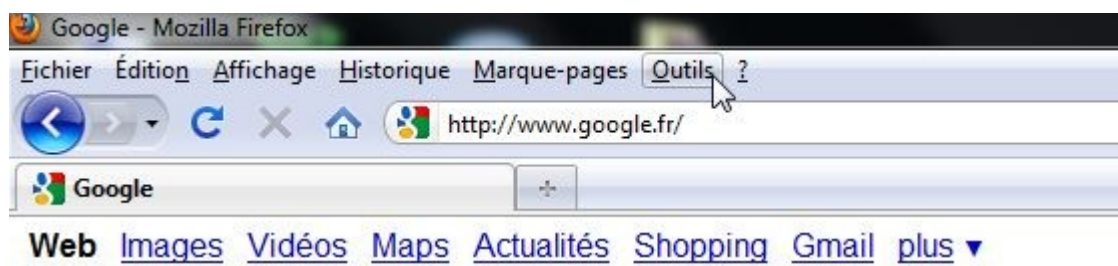 Google - Mozilla Firefox
Fichier Édition Affichage Historique Marque-pages Outils ?
http://www.google.fr/
Google
Web Images Vidéos Maps Actualités Shopping Gmail plus ▼